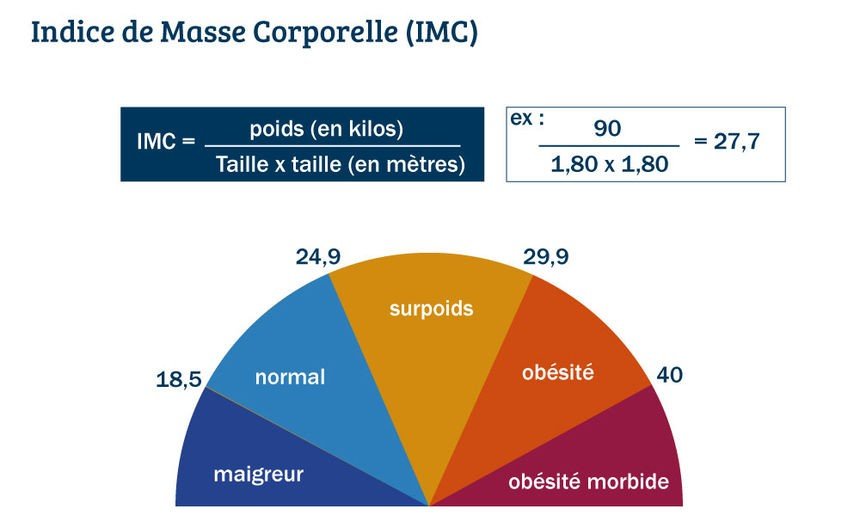 Indice de Masse Corporelle (IMC)
IMC = poids (en kilos)
Taille x taille (en mètres)
ex : 90
1,80 x 1,80
= 27,7
24,9
29,9
surpoids
18,5
normal
obésité
40
maigreur
obésité morbide